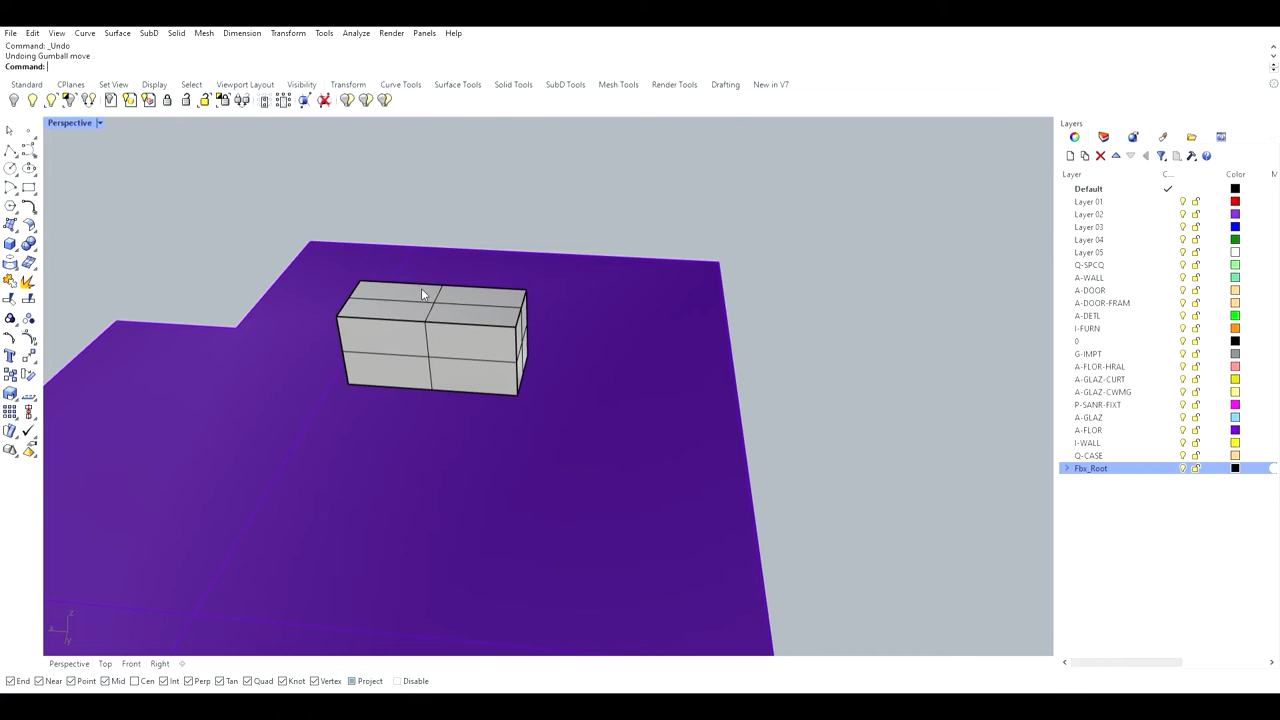 File Edit View Curve Surface SubD Solid Mesh Dimension Transform Tools Analyze Render Panels Help
Command: _Undo
Undoing Gumball move
Command:
Standard CPlanes Set View Display Select Viewport Layout Visibility Transform Curve Tools Surface Tools Solid Tools SubD Tools Mesh Tools Render Tools Drafting New in V7
Perspective
Layers
Layer C... Color M
Default
Layer 01
Layer 02
Layer 03
Layer 04
Layer 05
Q-SPCQ
A-WALL
A-DOOR
A-DOOR-FRAM
A-DETL
I-FURN
0
G-IMPT
A-FLOR-HRAL
A-GLAZ-CURT
A-GLAZ-CWMG
P-SANR-FIXT
A-GLAZ
A-FLOR
I-WALL
Q-CASE
Fbx_Root
z
x
y
Perspective Top Front Right
End Near Point Mid Cen Int Perp Tan Quad Knot Vertex Project Disable